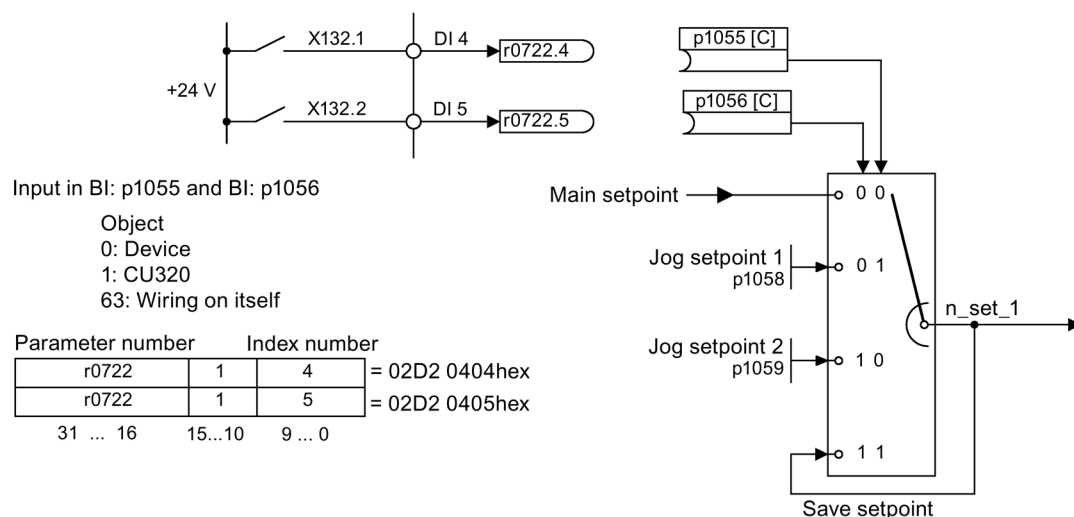 X132.1 DI 4 r0722.4
+24 V
X132.2 DI 5 r0722.5
Input in BI: p1055 and BI: p1056
Object
0: Device
1: CU320
63: Wiring on itself
Parameter number Index number
r0722 1 4 = 02D2 0404hex
r0722 1 5 = 02D2 0405hex
31 ... 16 15...10 9 ... 0
p1055 [C]
p1056 [C]
Main setpoint 0 0
Jog setpoint 1 0 1
p1058
n_set_1
Jog setpoint 2 1 0
p1059
1 1
Save setpoint